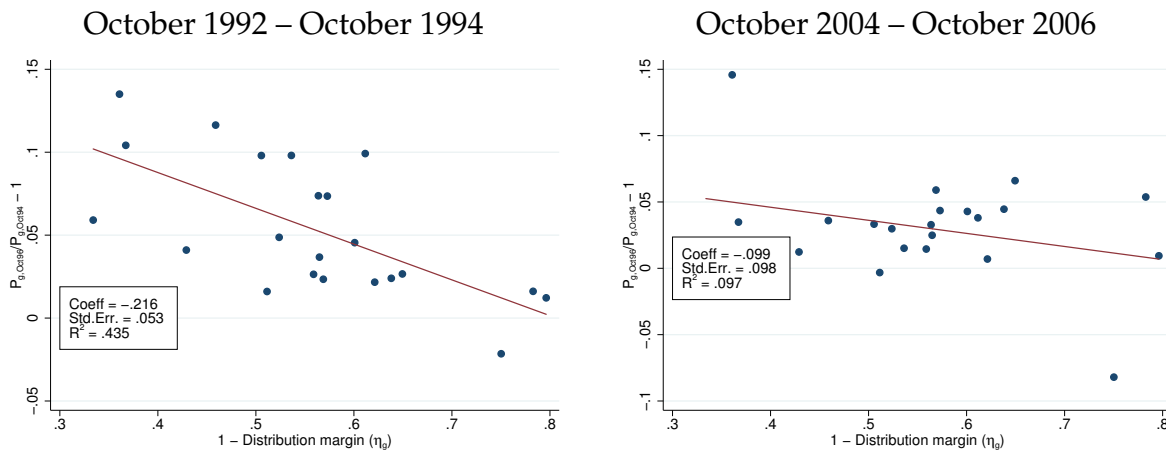 October 1992 – October 1994
P_g,Oct96/P_g,Oct94 – 1
.15
.1
.05
0
–.05
Coeff = –.216
Std.Err. = .053
R² = .435
.3 .4 .5 .6 .7 .8
1 – Distribution margin (η_g)
October 2004 – October 2006
P_g,Oct96/P_g,Oct94 – 1
.15
.1
.05
0
–.05
–.1
Coeff = –.099
Std.Err. = .098
R² = .097
.3 .4 .5 .6 .7 .8
1 – Distribution margin (η_g)